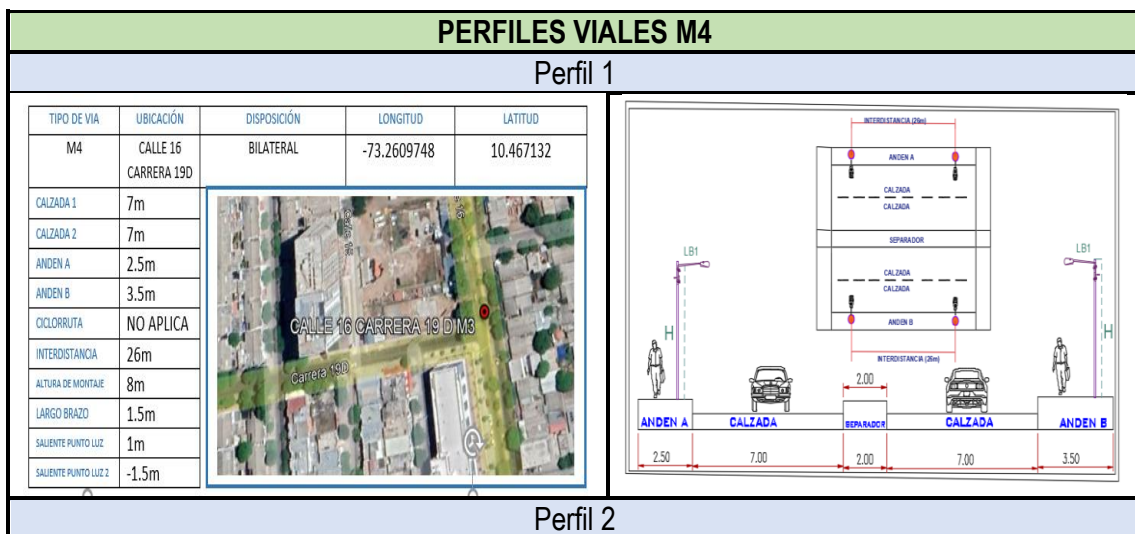 PERFILES VIALES M4
Perfil 1
TIPO DE VIA UBICACIÓN DISPOSICIÓN LONGITUD LATITUD
M4 CALLE 16 CARRERA 19D BILATERAL -73.2609748 10.467132
CALZADA 1 7m
CALZADA 2 7m
ANDEN A 2.5m
ANDEN B 3.5m
CICLORRUTA NO APLICA
INTERDISTANCIA 26m
ALTURA DE MONTAJE 8m
LARGO BRAZO 1.5m
SALIENTE PUNTO LUZ 1m
SALIENTE PUNTO LUZ 2 -1.5m
CALLE 16 CARRERA 19 D M3
Carrera 19D
INTERDISTANCIA (26m)
ANDEN A
CALZADA
CALZADA
SEPARADOR
CALZADA
CALZADA
ANDEN B
INTERDISTANCIA (26m)
LB1 LB1
H H
2.00
ANDEN A CALZADA SEPARADOR CALZADA ANDEN B
2.50 7.00 2.00 7.00 3.50
Perfil 2